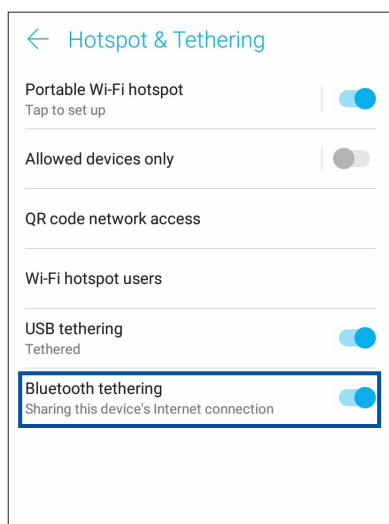 Hotspot & Tethering
Portable Wi-Fi hotspot
Tap to set up
Allowed devices only
QR code network access
Wi-Fi hotspot users
USB tethering
Tethered
Bluetooth tethering
Sharing this device's Internet connection